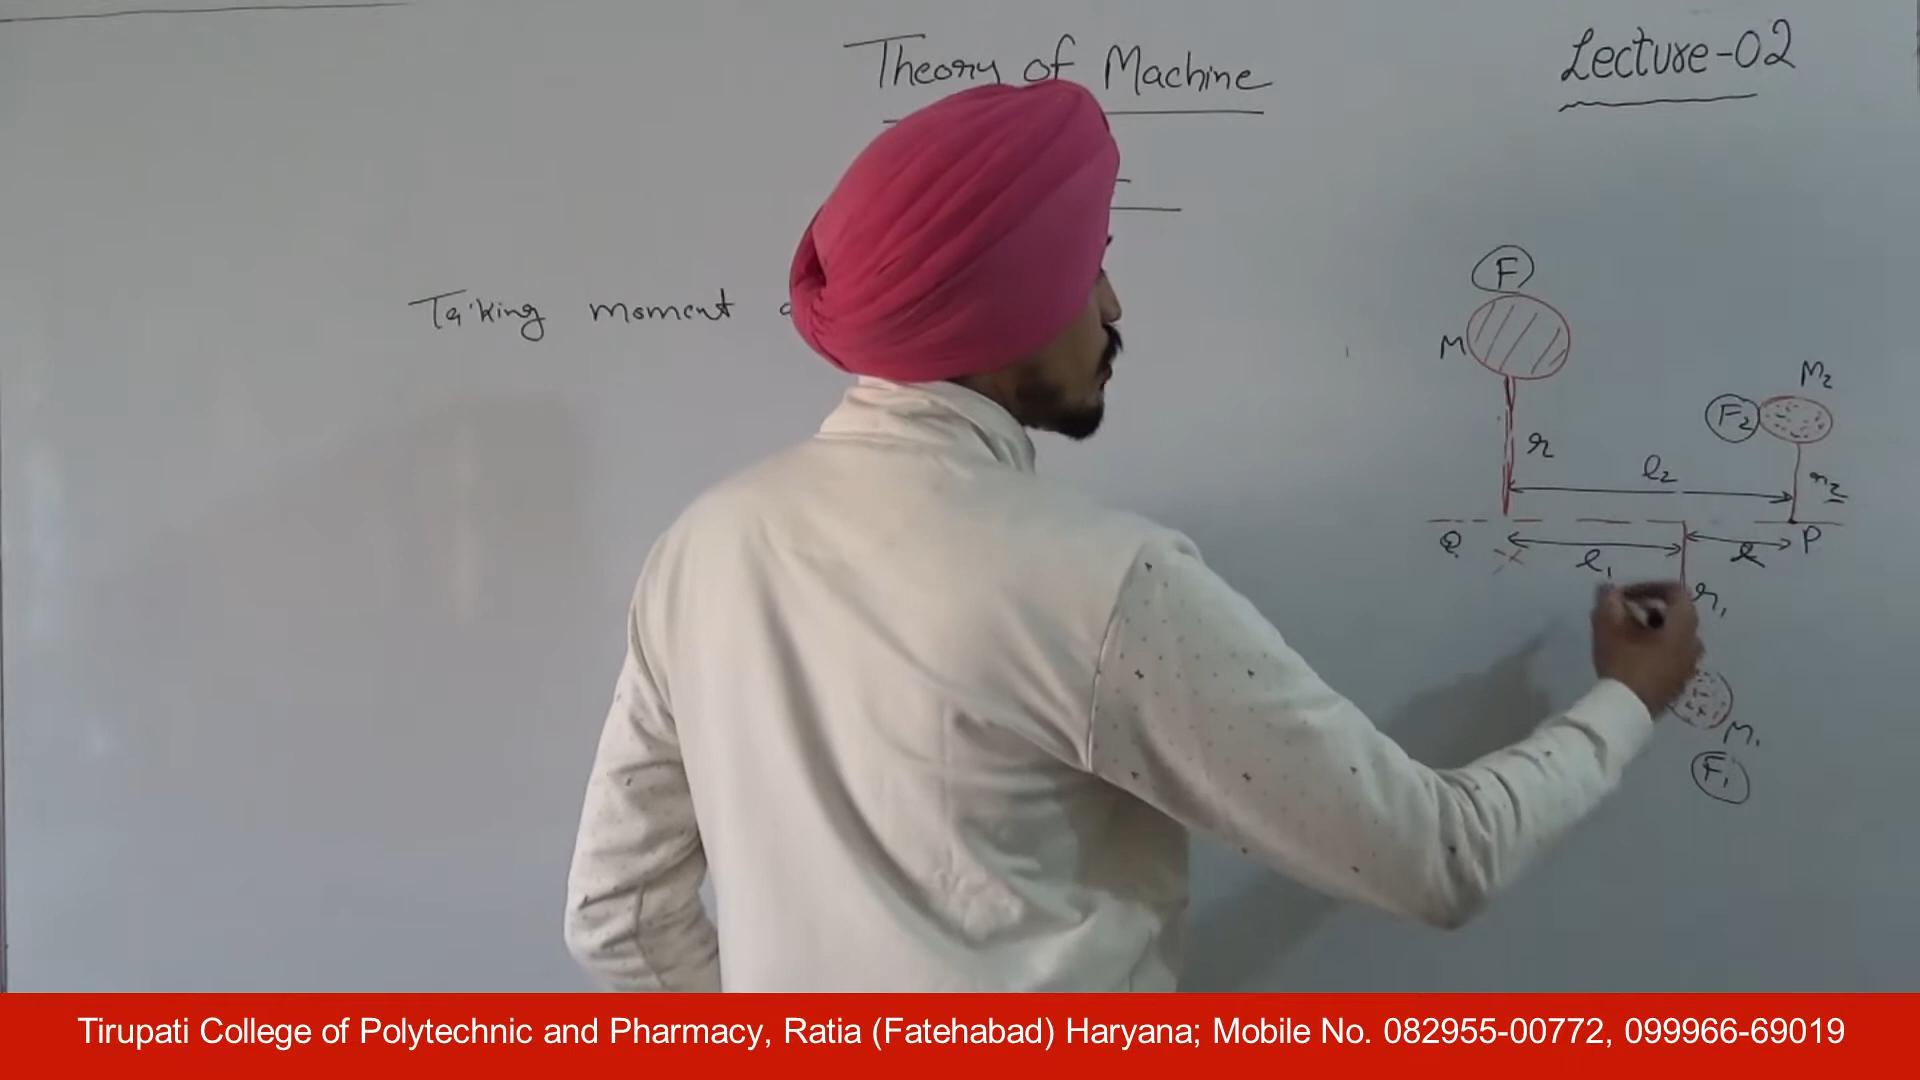 Theory of Machine
Lecture-02
Taking moment
F
M
M2
F2
r
l2
r2
Q
l1
l
P
r1
M1
F1
Tirupati College of Polytechnic and Pharmacy, Ratia (Fatehabad) Haryana; Mobile No. 082955-00772, 099966-69019